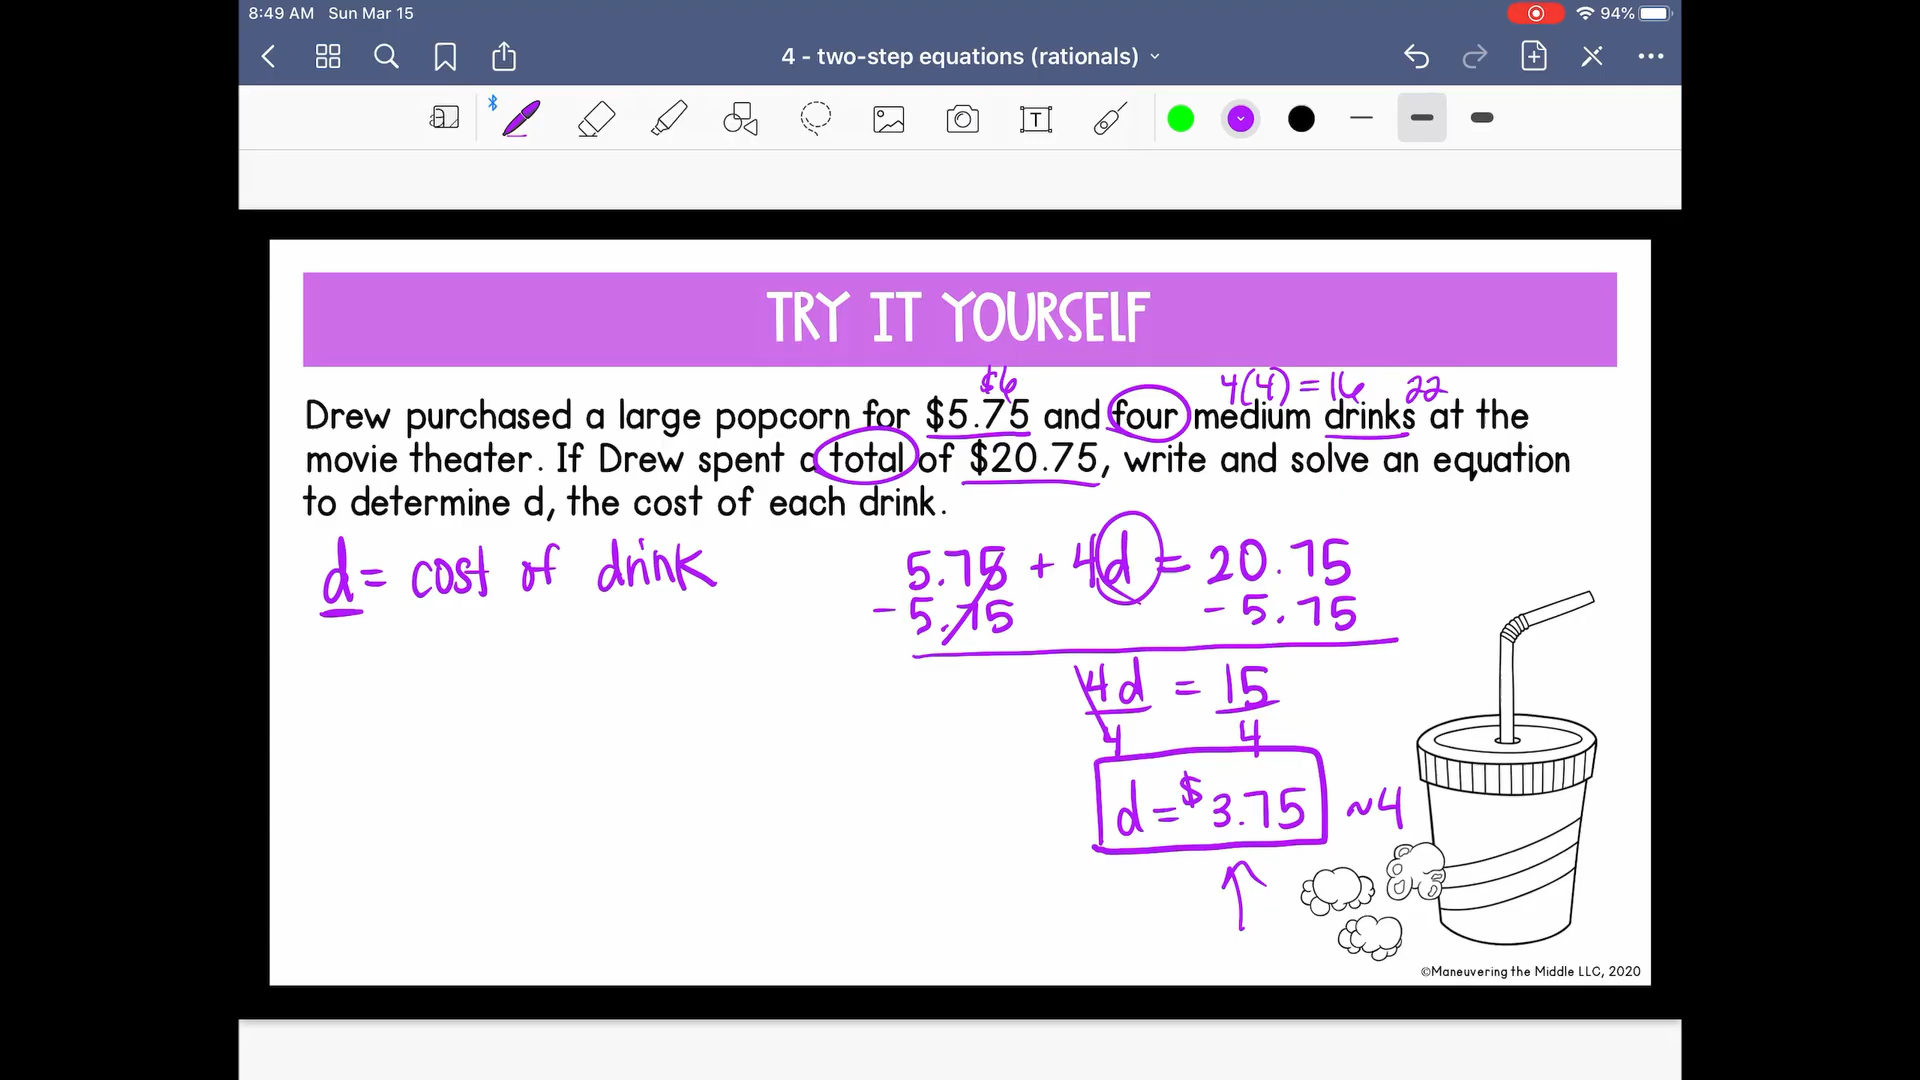 8:49 AM Sun Mar 15
94%
4 - two-step equations (rationals)
TRY IT YOURSELF
$6 4(4) = 16 22
Drew purchased a large popcorn for $5.75 and four medium drinks at the
movie theater. If Drew spent a total of $20.75, write and solve an equation
to determine d, the cost of each drink.
d = cost of drink
5.75 + 4d = 20.75
- 5.75 - 5.75
4d = 15
4 4
d = $3.75 ~4
©Maneuvering the Middle LLC, 2020